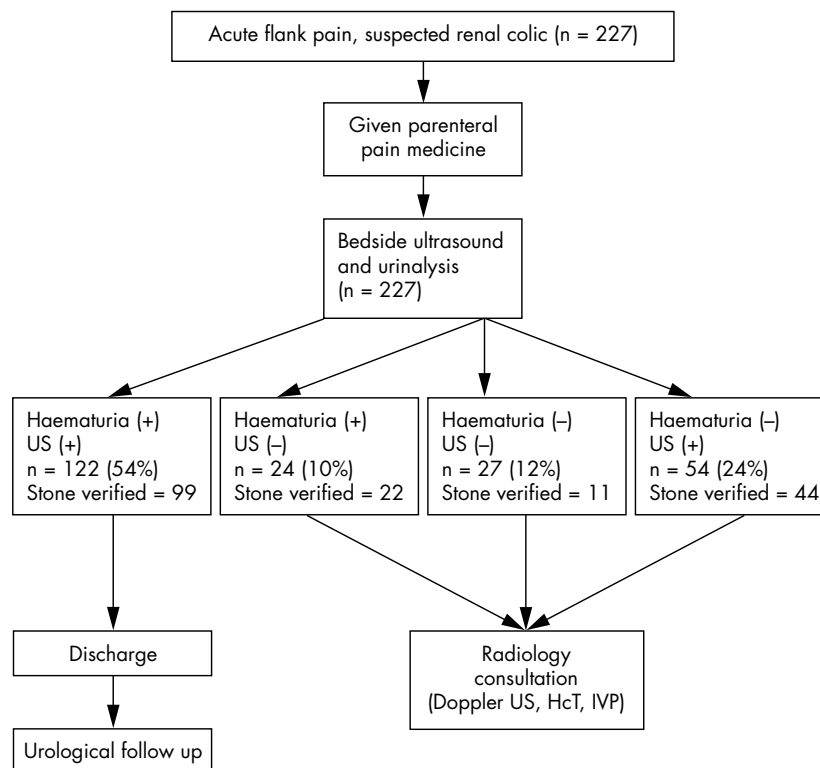 Acute flank pain, suspected renal colic (n = 227)
Given parenteral
pain medicine
Bedside ultrasound
and urinalysis
(n = 227)
Haematuria (+)
US (+)
n = 122 (54%)
Stone verified = 99
Haematuria (+)
US (–)
n = 24 (10%)
Stone verified = 22
Haematuria (–)
US (–)
n = 27 (12%)
Stone verified = 11
Haematuria (–)
US (+)
n = 54 (24%)
Stone verified = 44
Discharge
Urological follow up
Radiology
consultation
(Doppler US, HcT, IVP)